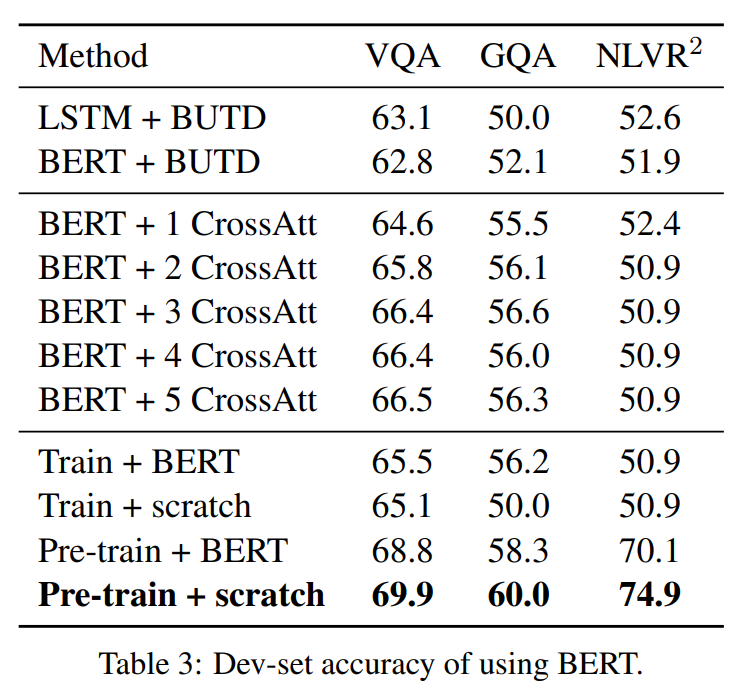 Method VQA GQA NLVR²
LSTM + BUTD 63.1 50.0 52.6
BERT + BUTD 62.8 52.1 51.9
BERT + 1 CrossAtt 64.6 55.5 52.4
BERT + 2 CrossAtt 65.8 56.1 50.9
BERT + 3 CrossAtt 66.4 56.6 50.9
BERT + 4 CrossAtt 66.4 56.0 50.9
BERT + 5 CrossAtt 66.5 56.3 50.9
Train + BERT 65.5 56.2 50.9
Train + scratch 65.1 50.0 50.9
Pre-train + BERT 68.8 58.3 70.1
Pre-train + scratch 69.9 60.0 74.9
Table 3: Dev-set accuracy of using BERT.